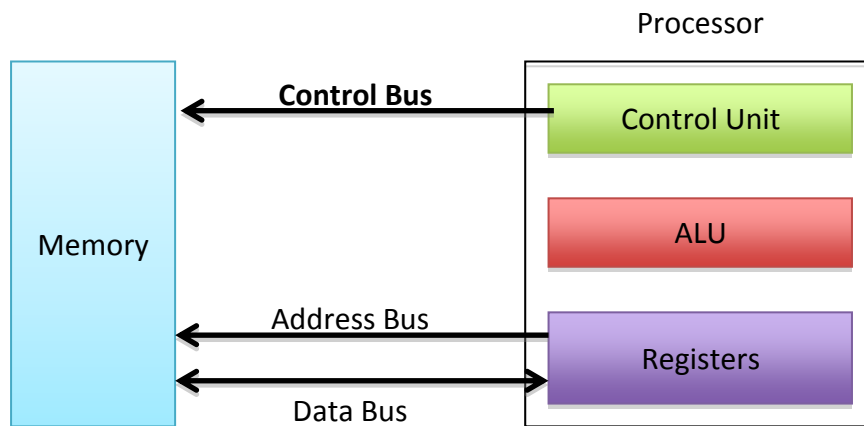 Processor
Control Bus
Control Unit
Memory
ALU
Address Bus
Registers
Data Bus